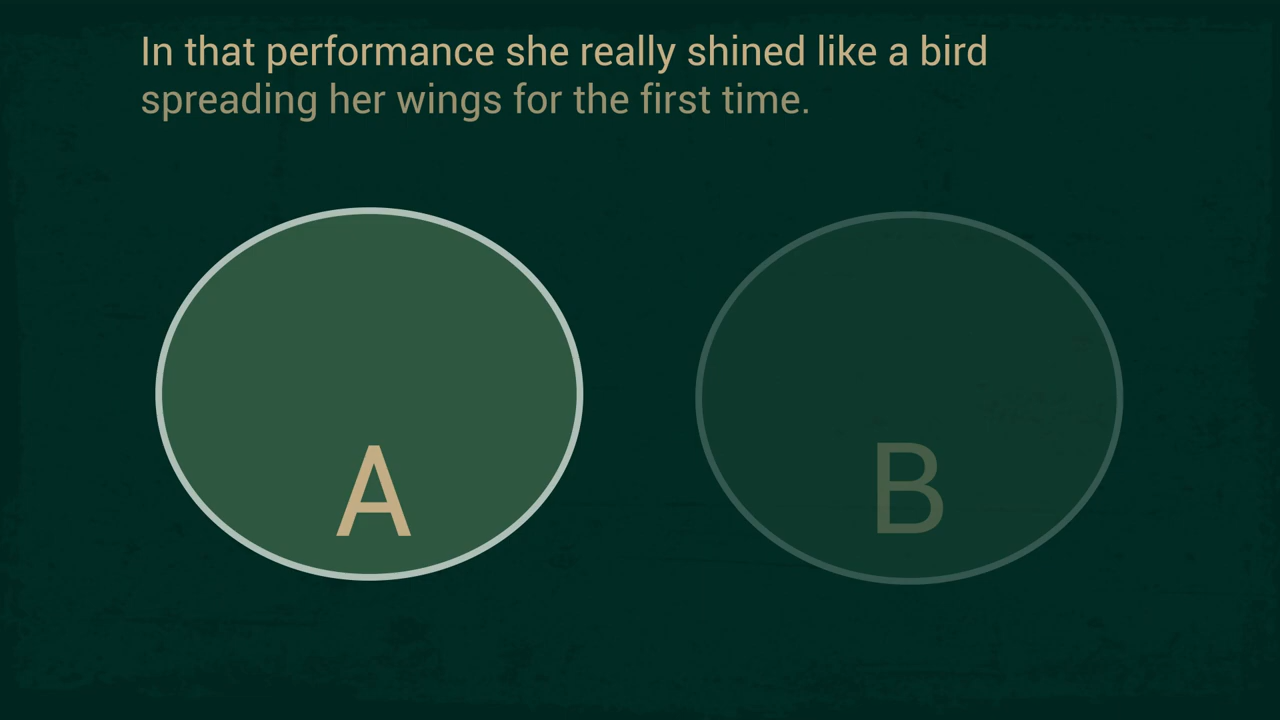 In that performance she really shined like a bird
spreading her wings for the first time.
A
B